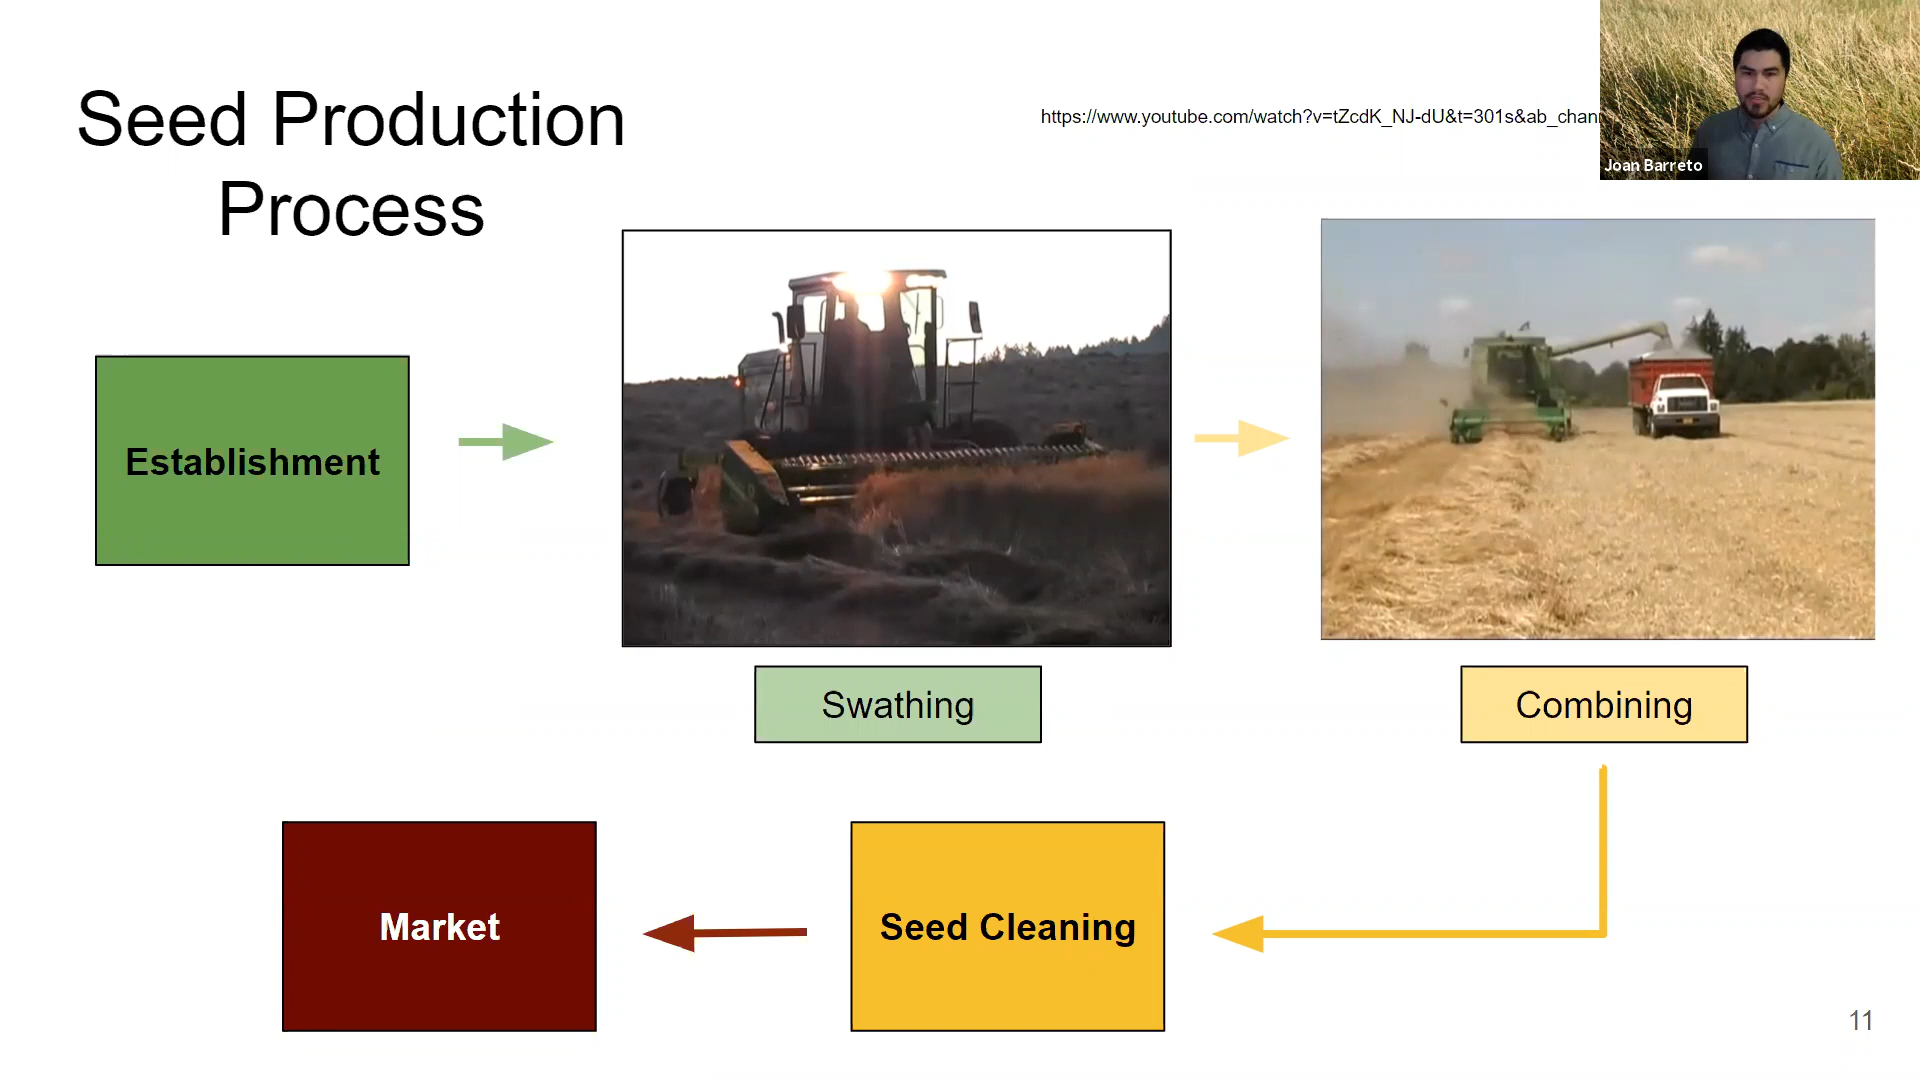 Seed Production
Process
https://www.youtube.com/watch?v=tZcdK_NJ-dU&t=301s&ab_chan
Joan Barreto
Establishment
Swathing
Combining
Market
Seed Cleaning
11